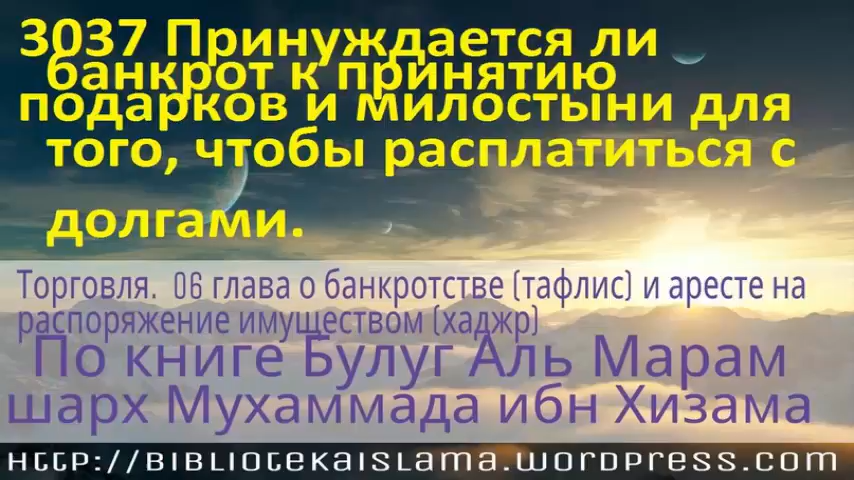 3037 Принуждается ли
банкрот к принятию
подарков и милостыни для
того, чтобы расплатиться с
долгами.
Торговля. 06 глава о банкротстве (тафлис) и аресте на
распоряжение имуществом (хаджр)
По книге Булуг Аль Марам
шарх Мухаммада ибн Хизама
HTTP://BIBLIOTEKAISLAMA.WORDPRESS.COM